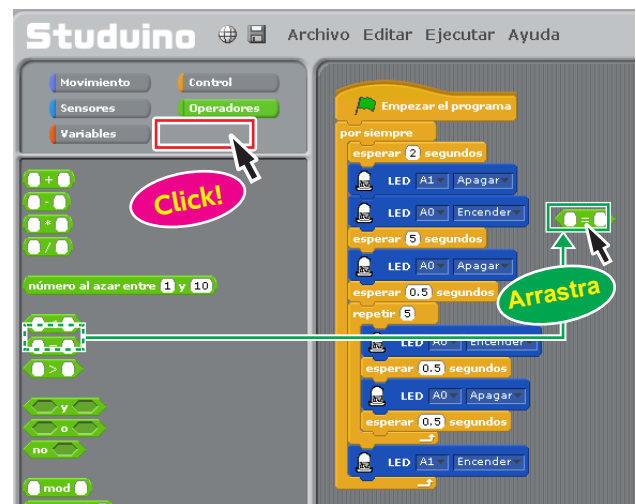 Studuino Archivo Editar Ejecutar Ayuda
Movimiento Control
Sensores Operadores
Variables
Click!
+
-
*
/
número al azar entre 1 y 10
=
>
y
o
no
mod
Empezar el programa
por siempre
esperar 2 segundos
LED A1 Apagar
LED A0 Encender
=
esperar 5 segundos
LED A0 Apagar
Arrastra
esperar 0.5 segundos
repetir 5
LED A0 Encender
esperar 0.5 segundos
LED A0 Apagar
esperar 0.5 segundos
LED A1 Encender